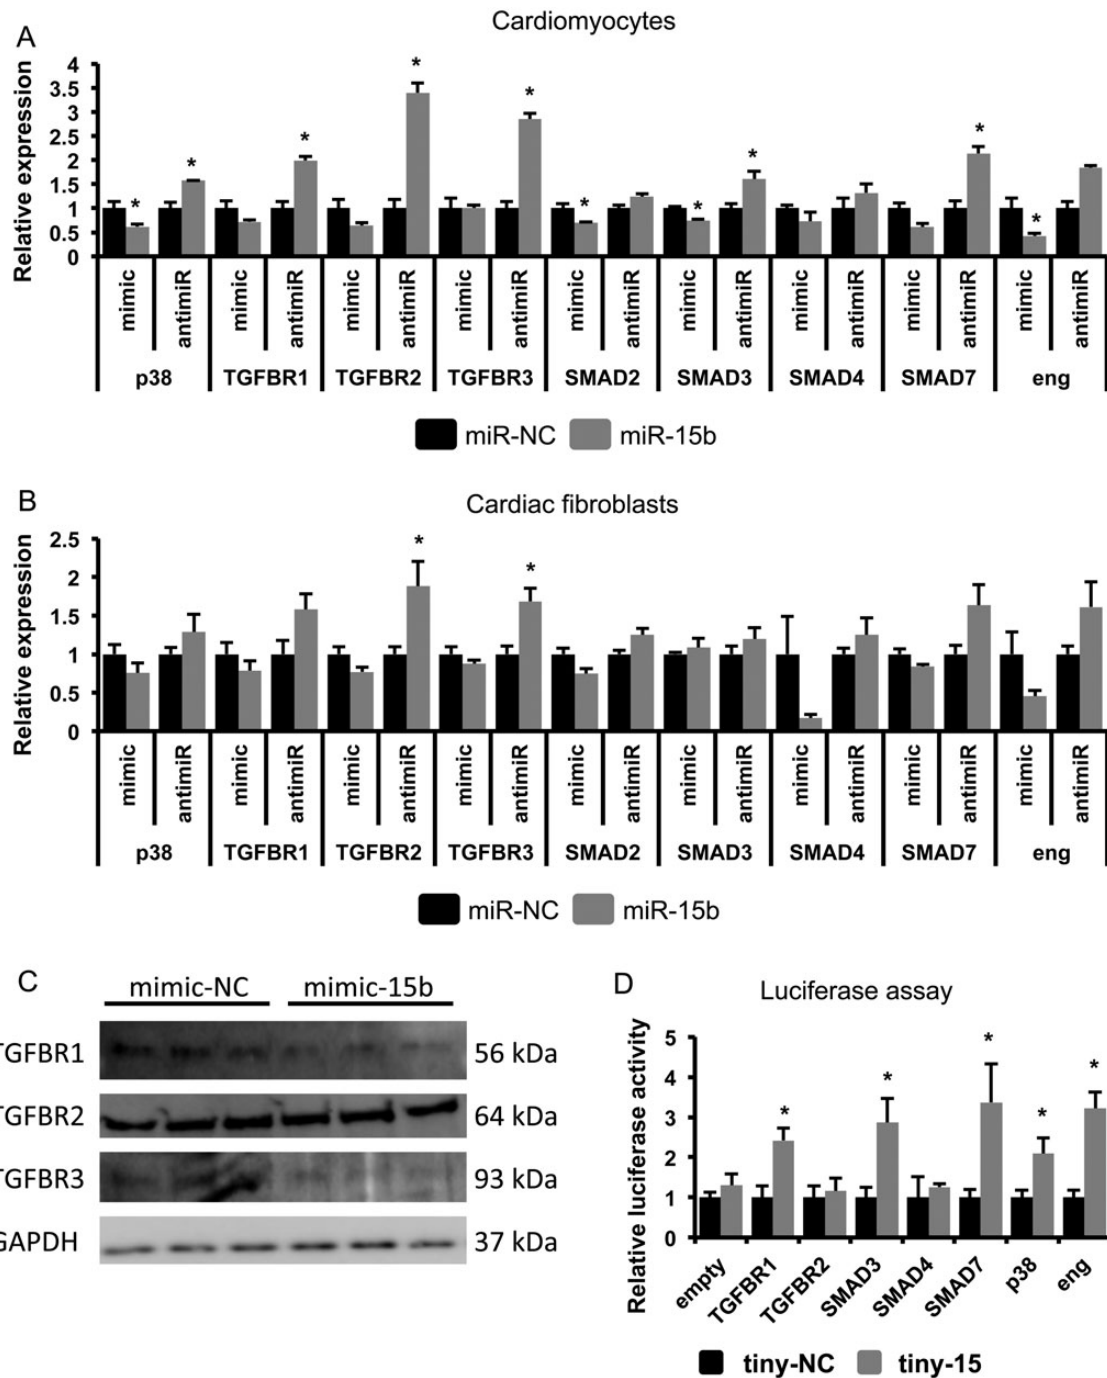 Cardiomyocytes
A
Relative expression
4
3.5
3
2.5
2
1.5
1
0.5
0
* * * * * * * * * * *
mimic antimiR mimic antimiR mimic antimiR mimic antimiR mimic antimiR mimic antimiR mimic antimiR mimic antimiR mimic antimiR
p38 TGFBR1 TGFBR2 TGFBR3 SMAD2 SMAD3 SMAD4 SMAD7 eng
miR-NC miR-15b
B
Cardiac fibroblasts
Relative expression
2.5
2
1.5
1
0.5
0
* *
mimic antimiR mimic antimiR mimic antimiR mimic antimiR mimic antimiR mimic antimiR mimic antimiR mimic antimiR mimic antimiR
p38 TGFBR1 TGFBR2 TGFBR3 SMAD2 SMAD3 SMAD4 SMAD7 eng
miR-NC miR-15b
C
mimic-NC mimic-15b
TGFBR1 56 kDa
TGFBR2 64 kDa
TGFBR3 93 kDa
GAPDH 37 kDa
D
Luciferase assay
Relative luciferase activity
5
4
3
2
1
0
* * * * *
empty TGFBR1 TGFBR2 SMAD3 SMAD4 SMAD7 p38 eng
tiny-NC tiny-15